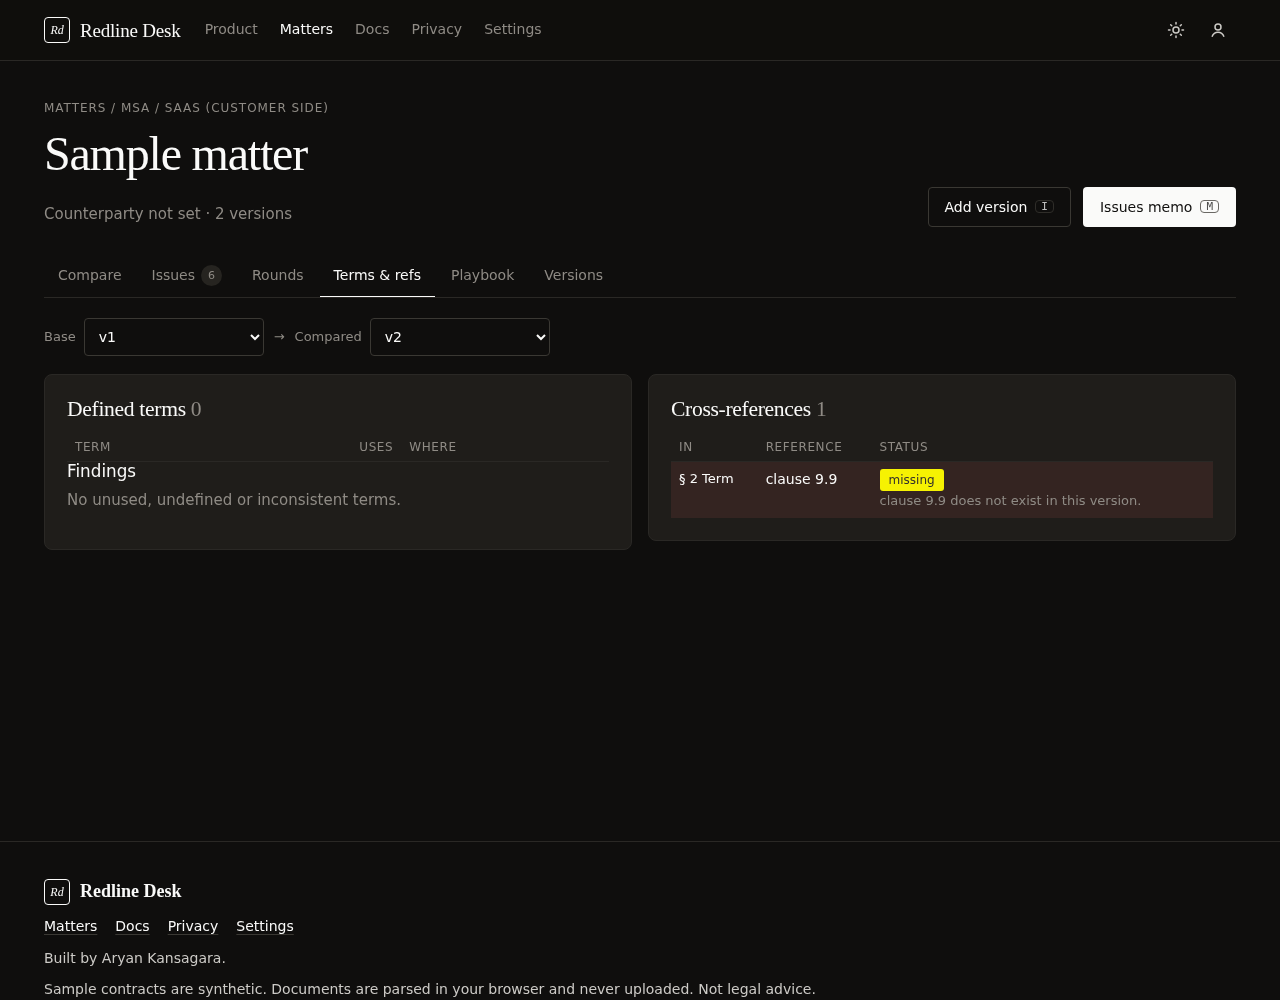 Rd Redline Desk Product Matters Docs Privacy Settings
MATTERS / MSA / SAAS (CUSTOMER SIDE)
Sample matter
Counterparty not set · 2 versions
Add version I Issues memo M
Compare Issues 6 Rounds Terms & refs Playbook Versions
Base v1 → Compared v2
Defined terms 0
TERM USES WHERE
Findings
No unused, undefined or inconsistent terms.
Cross-references 1
IN REFERENCE STATUS
§ 2 Term clause 9.9 missing
clause 9.9 does not exist in this version.
Rd Redline Desk
Matters Docs Privacy Settings
Built by Aryan Kansagara.
Sample contracts are synthetic. Documents are parsed in your browser and never uploaded. Not legal advice.